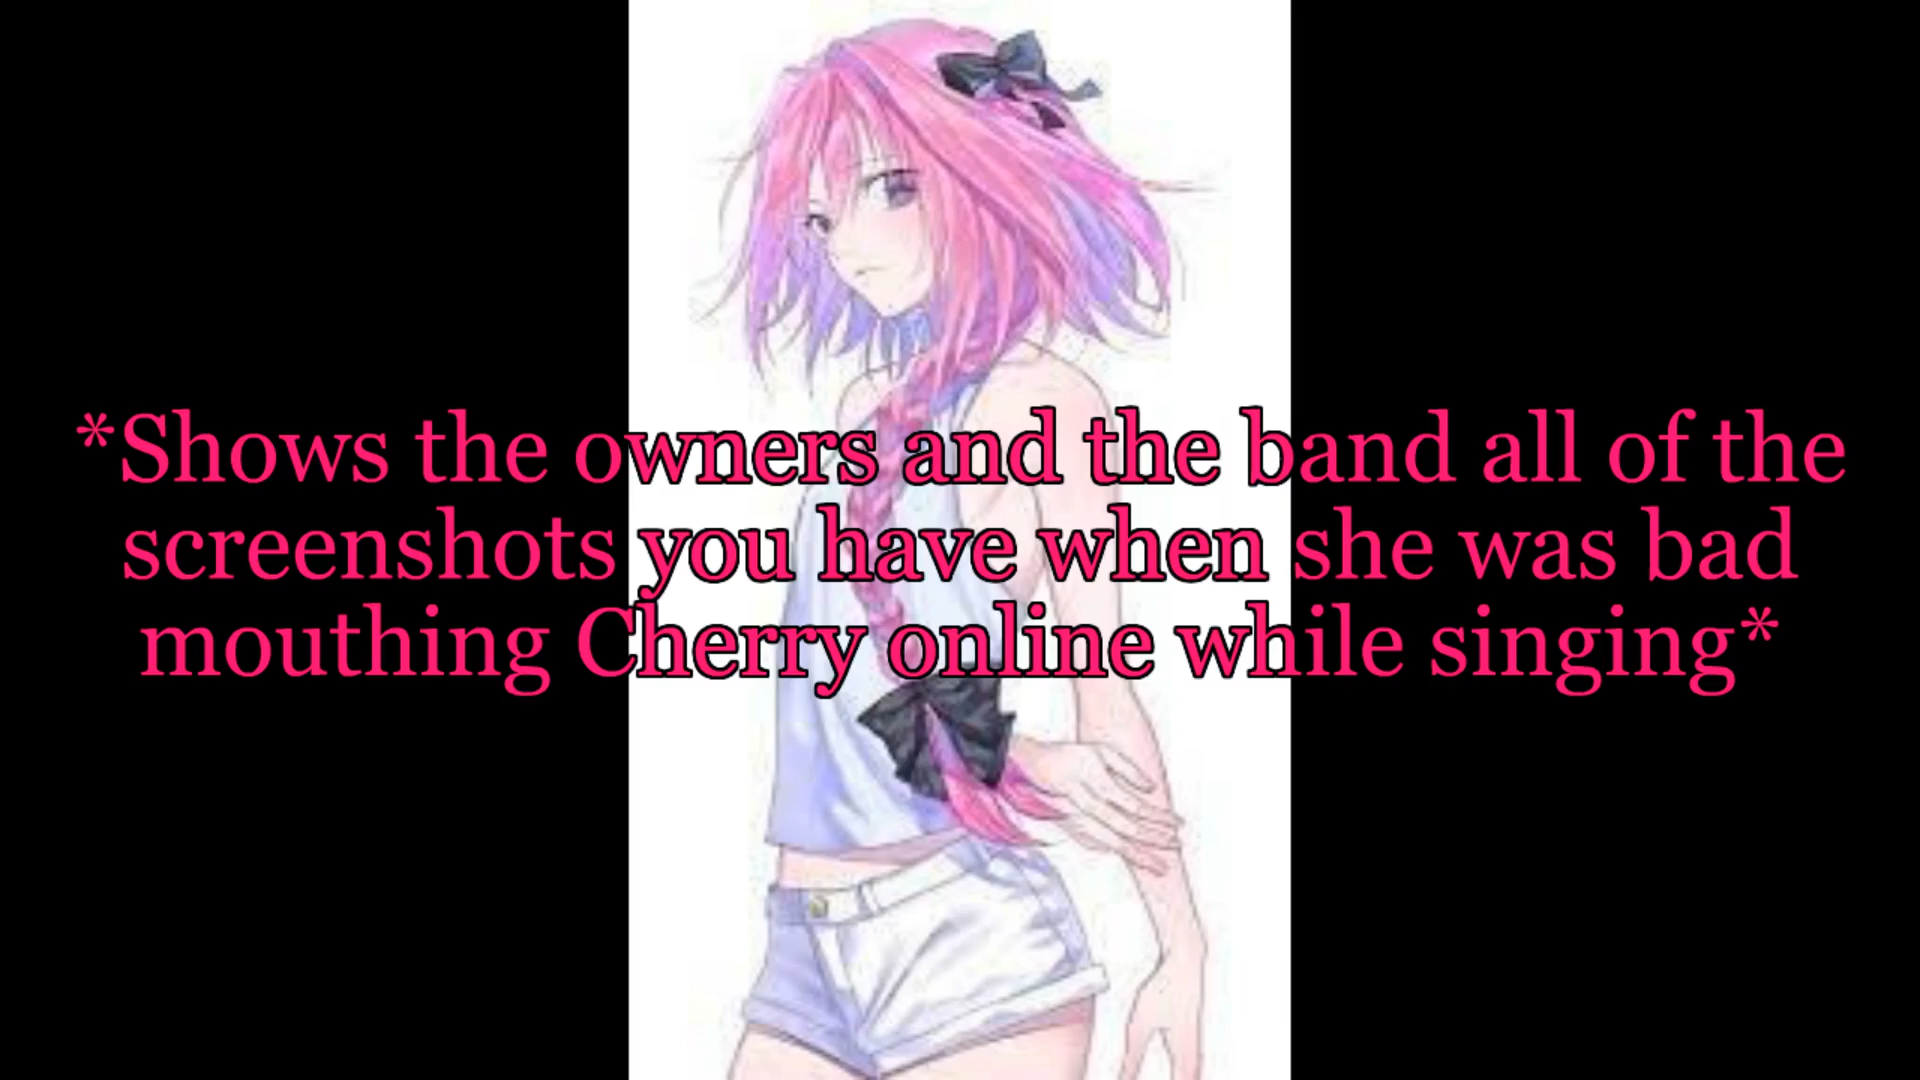 *Shows the owners and the band all of the
screenshots you have when she was bad
mouthing Cherry online while singing*